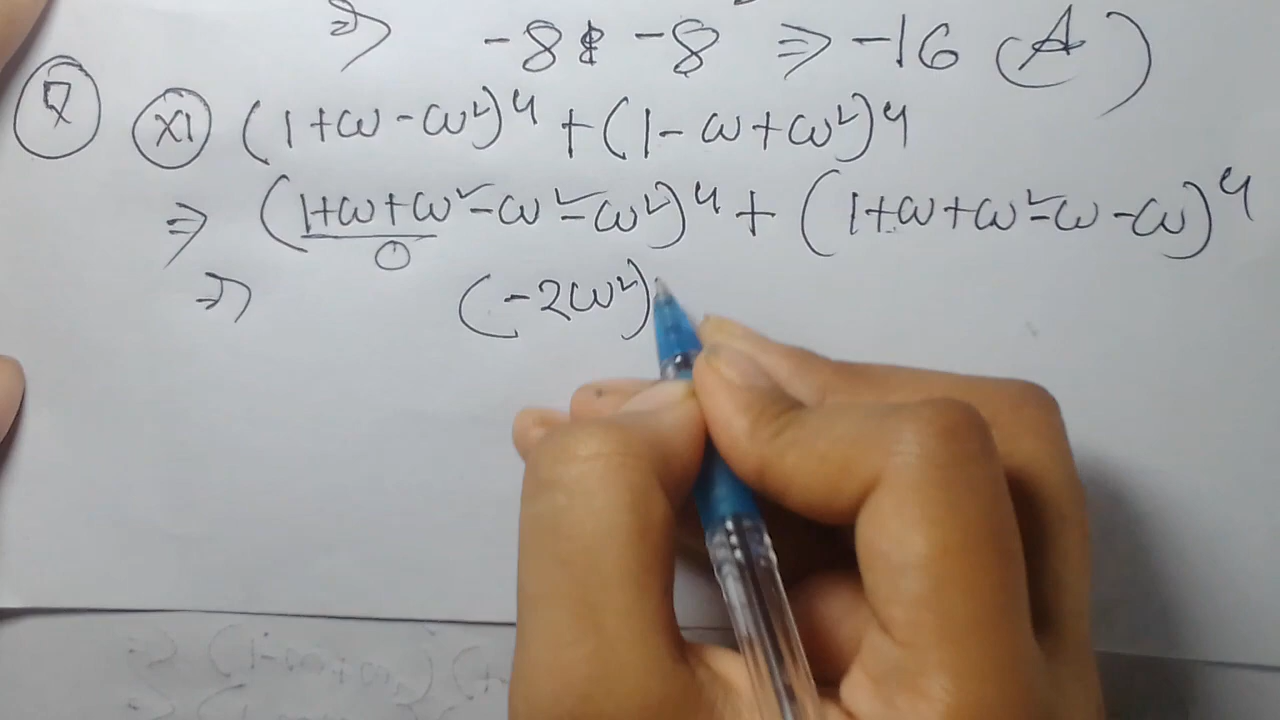 ⇒ -8 -8 ⇒ -16 (A)
Q XI (1+ω-ω²)⁴ + (1-ω+ω²)⁴
⇒ (1+ω+ω²-ω²-ω²)⁴ + (1+ω+ω²-ω-ω)⁴
0
⇒ (-2ω²)